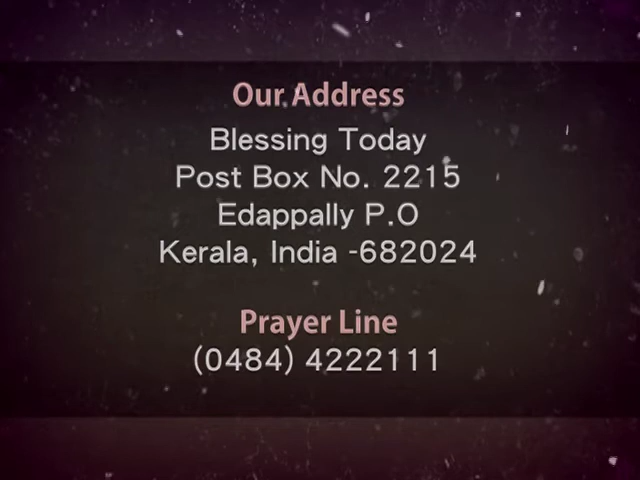 Our Address
Blessing Today
Post Box No. 2215
Edappally P.O
Kerala, India -682024
Prayer Line
(0484) 4222111